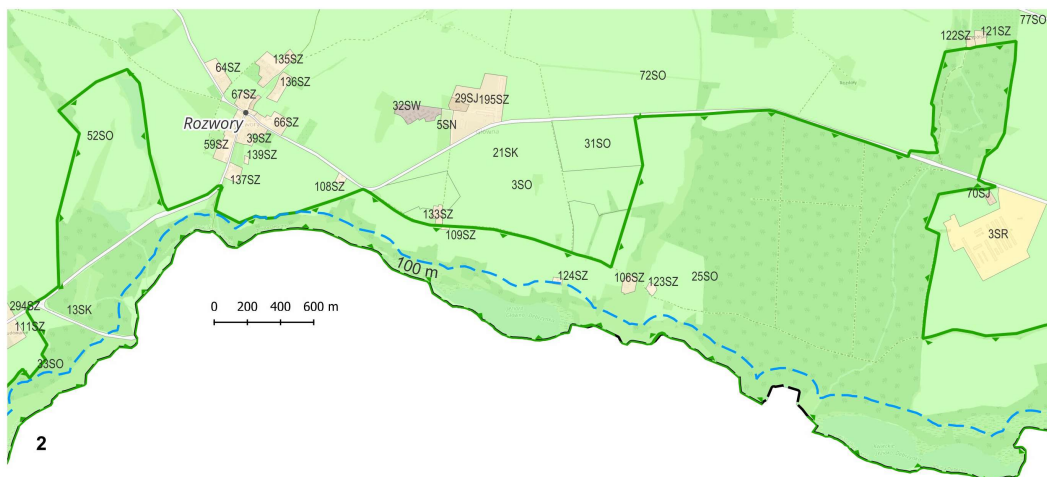 77SO
122SZ
121SZ
135SZ
64SZ
136SZ
72SO
67SZ
29SJ
195SZ
32SW
5SN
Rozwory
66SZ
52SO
39SZ
59SZ
139SZ
31SO
21SK
137SZ
108SZ
3SO
70SJ
133SZ
109SZ
3SR
100 m
124SZ
106SZ
123SZ
25SO
0 200 400 600 m
294SZ
13SK
111SZ
33SO
2